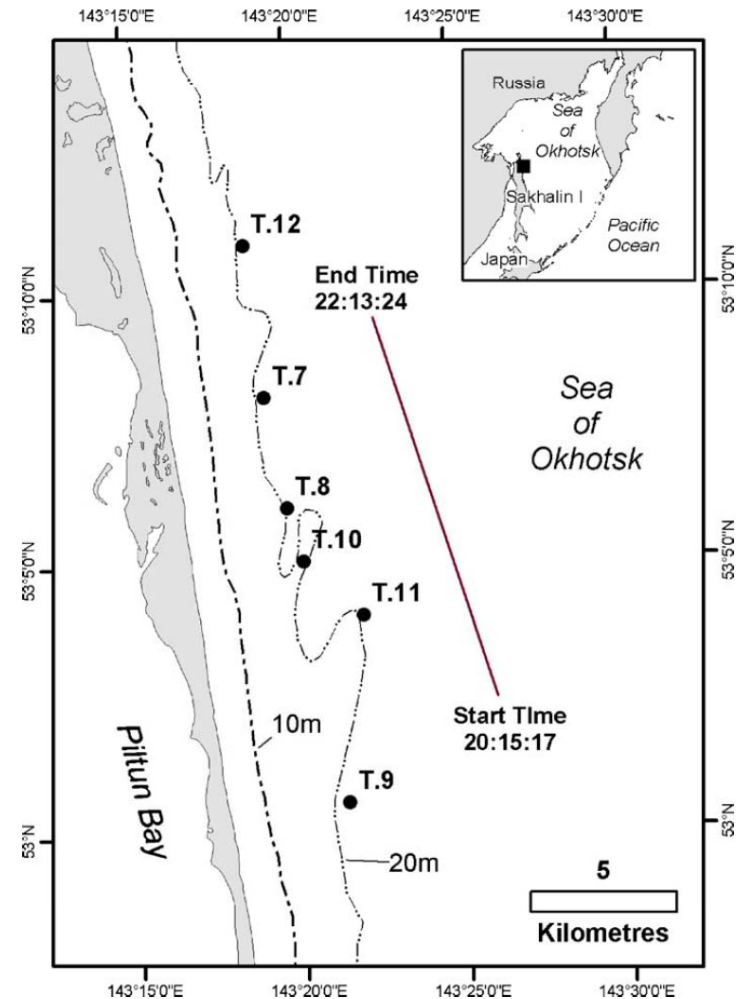 143°15'0"E 143°20'0"E 143°25'0"E 143°30'0"E
Russia
Sea
of
Okhotsk
Sakhalin I
Pacific
Ocean
Japan
T.12
53°10'0"N
53°10'0"N
End Time
22:13:24
T.7
Sea
of
Okhotsk
T.8
T.10
53°5'0"N
53°5'0"N
T.11
Start TIme
20:15:17
10m
Piltun Bay
T.9
53°N
53°N
20m
5
Kilometres
143°15'0"E 143°20'0"E 143°25'0"E 143°30'0"E